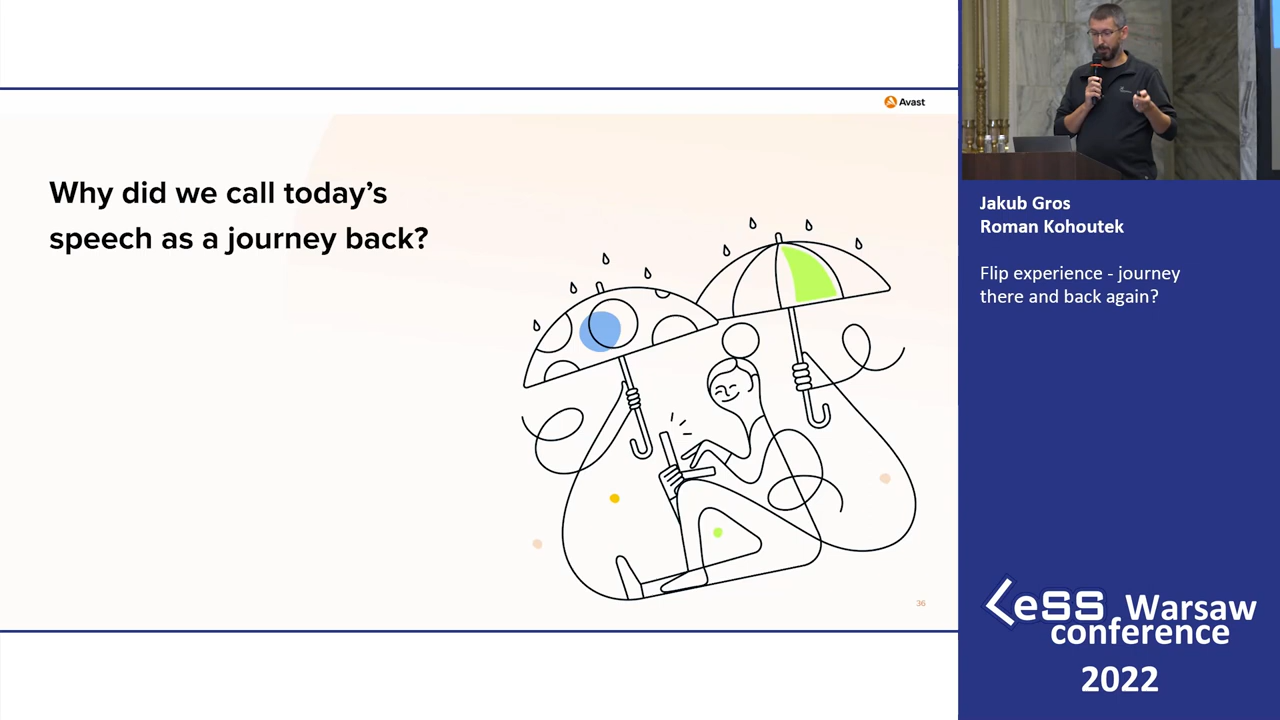 Avast
Why did we call today's
speech as a journey back?
36
Jakub Gros
Roman Kohoutek
Flip experience - journey
there and back again?
LeSS Warsaw
conference
2022